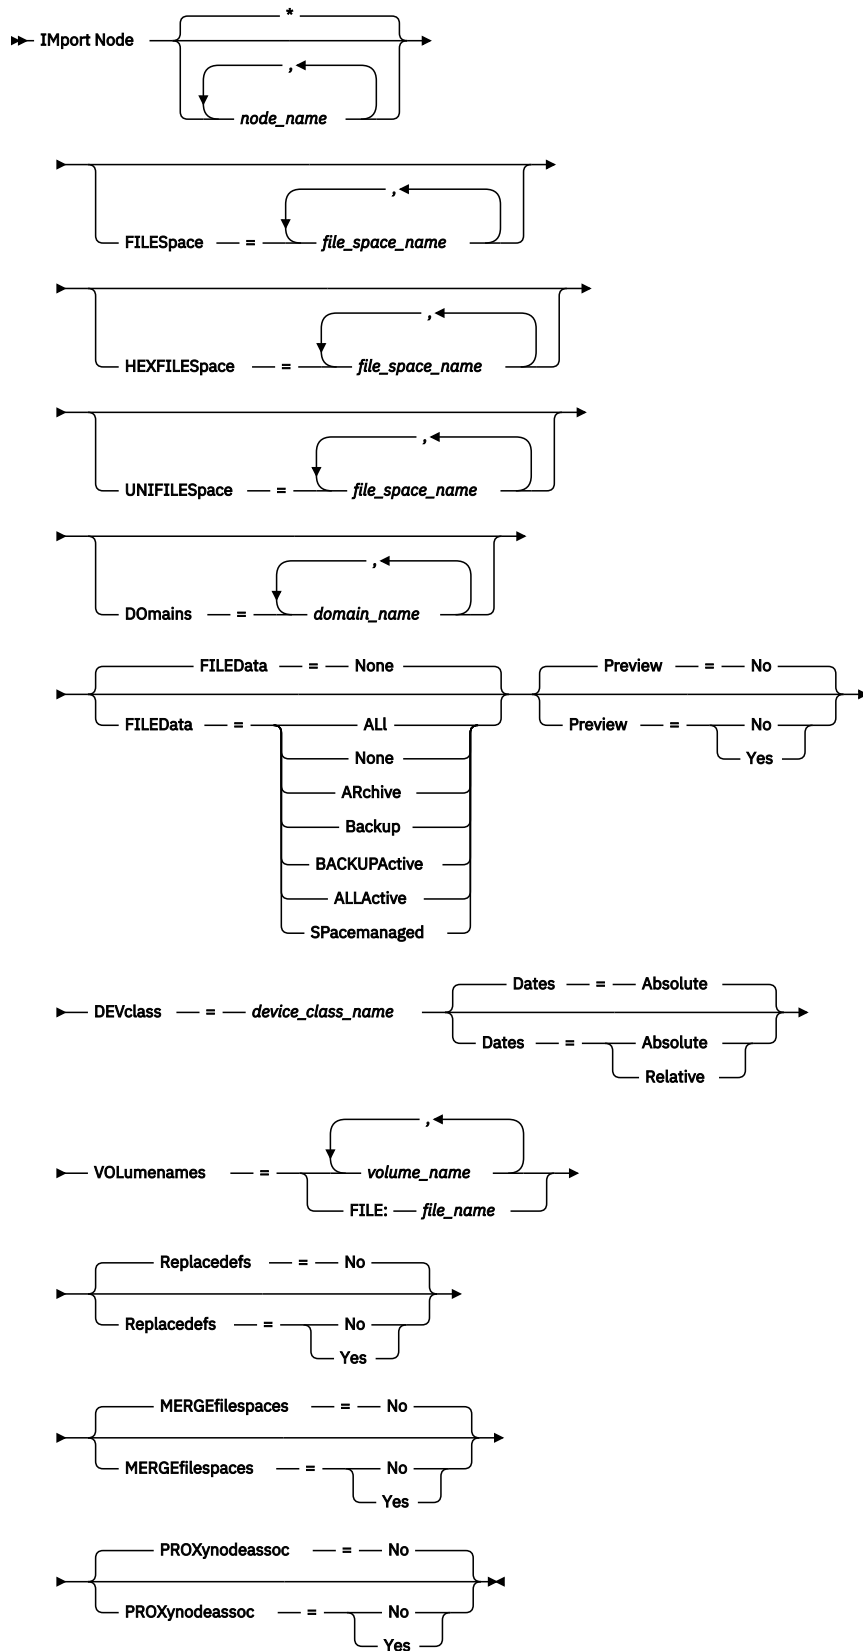 *
IMport Node
,
node_name
,
FILESpace = file_space_name
,
HEXFILESpace = file_space_name
,
UNIFILESpace = file_space_name
,
DOmains = domain_name
FILEData = None Preview = No
FILEData = ALl Preview = No
None Yes
ARchive
Backup
BACKUPActive
ALLActive
SPacemanaged
Dates = Absolute
DEVclass = device_class_name
Dates = Absolute
Relative
,
VOLumenames = volume_name
FILE: file_name
Replacedefs = No
Replacedefs = No
Yes
MERGEfilespaces = No
MERGEfilespaces = No
Yes
PROXynodeassoc = No
PROXynodeassoc = No
Yes